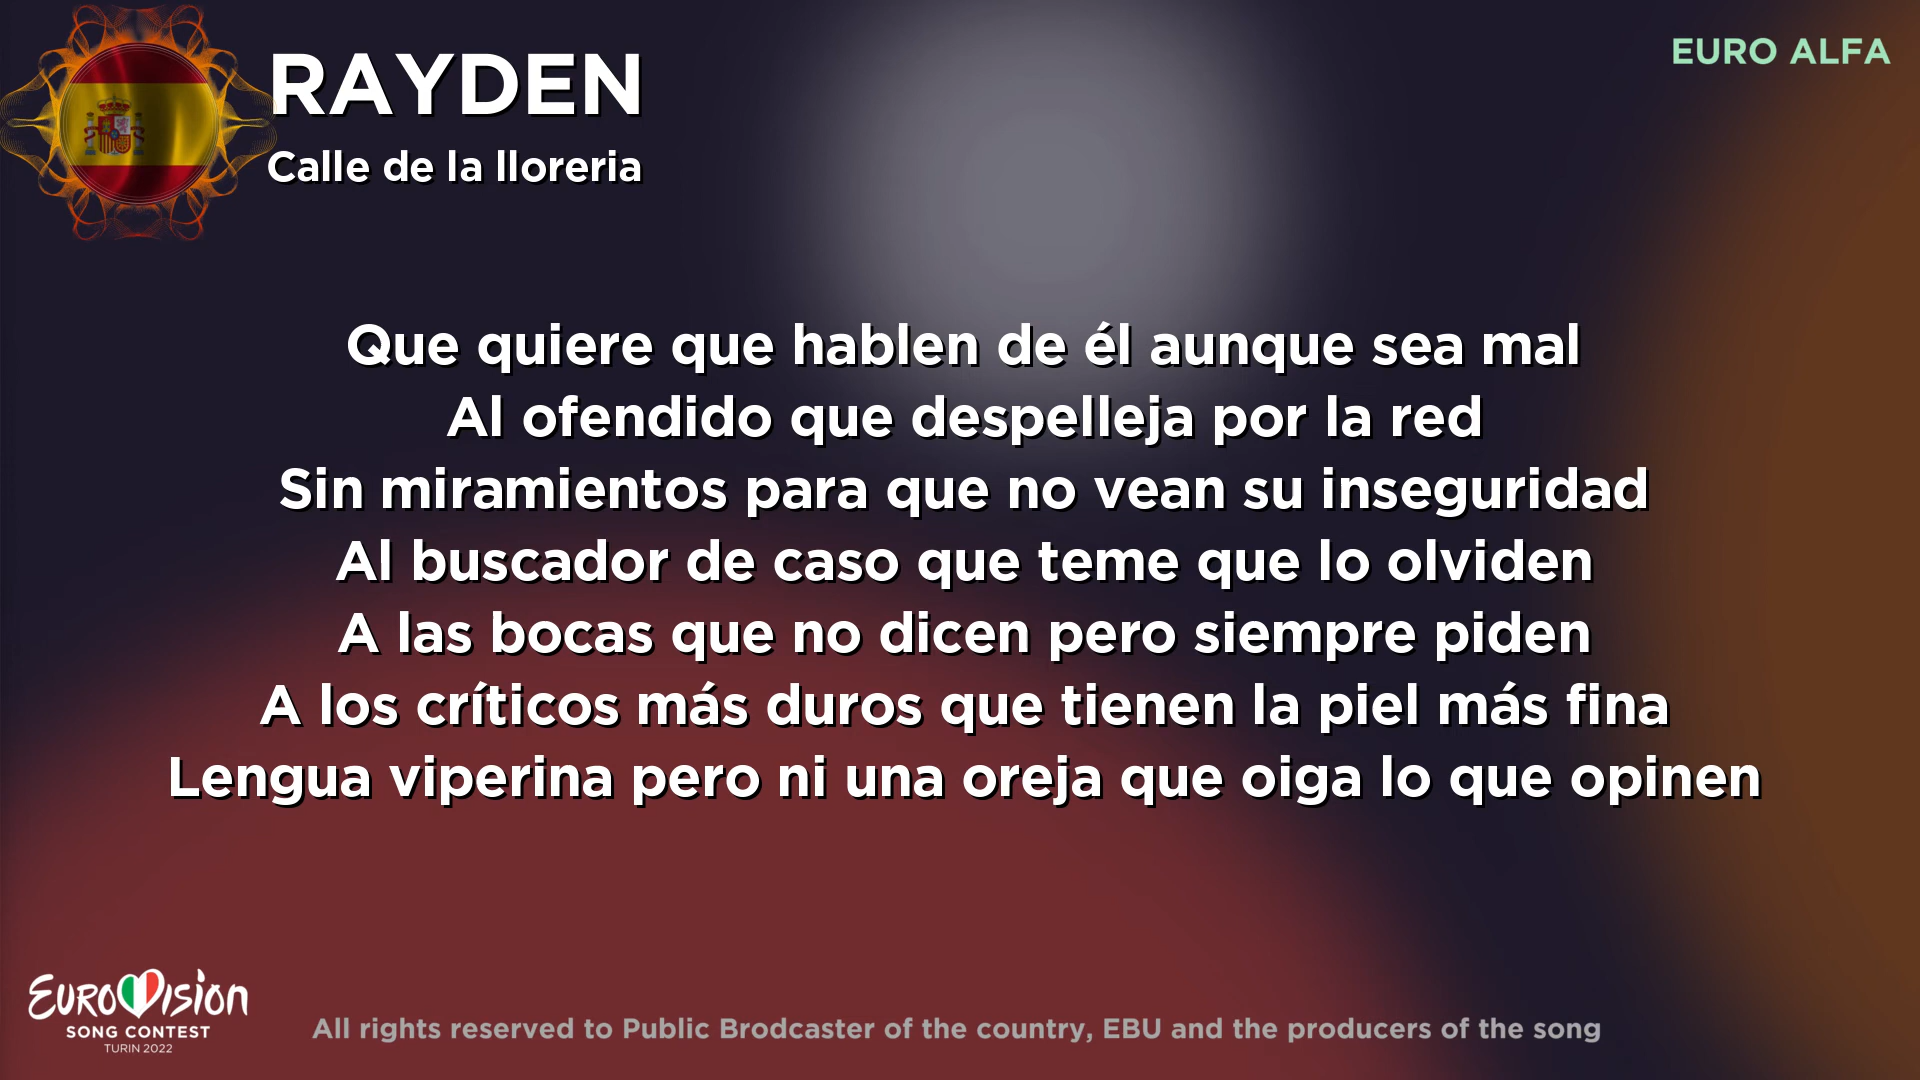 RAYDEN
Calle de la lloreria
EURO ALFA
Que quiere que hablen de él aunque sea mal
Al ofendido que despelleja por la red
Sin miramientos para que no vean su inseguridad
Al buscador de caso que teme que lo olviden
A las bocas que no dicen pero siempre piden
A los críticos más duros que tienen la piel más fina
Lengua viperina pero ni una oreja que oiga lo que opinen
EUROVISION
SONG CONTEST
TURIN 2022
All rights reserved to Public Brodcaster of the country, EBU and the producers of the song